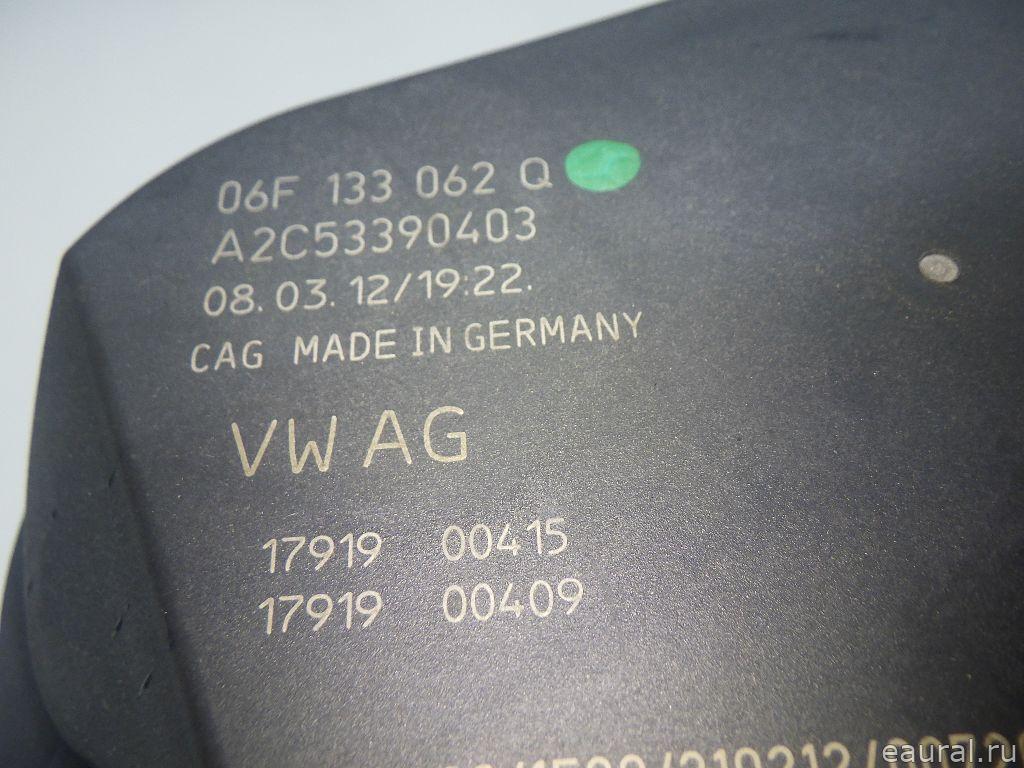 06F 133 062 Q
A2C53390403
08.03.12/19:22.
CAG MADE IN GERMANY
VW AG
17919 00415
17919 00409
eaural.ru